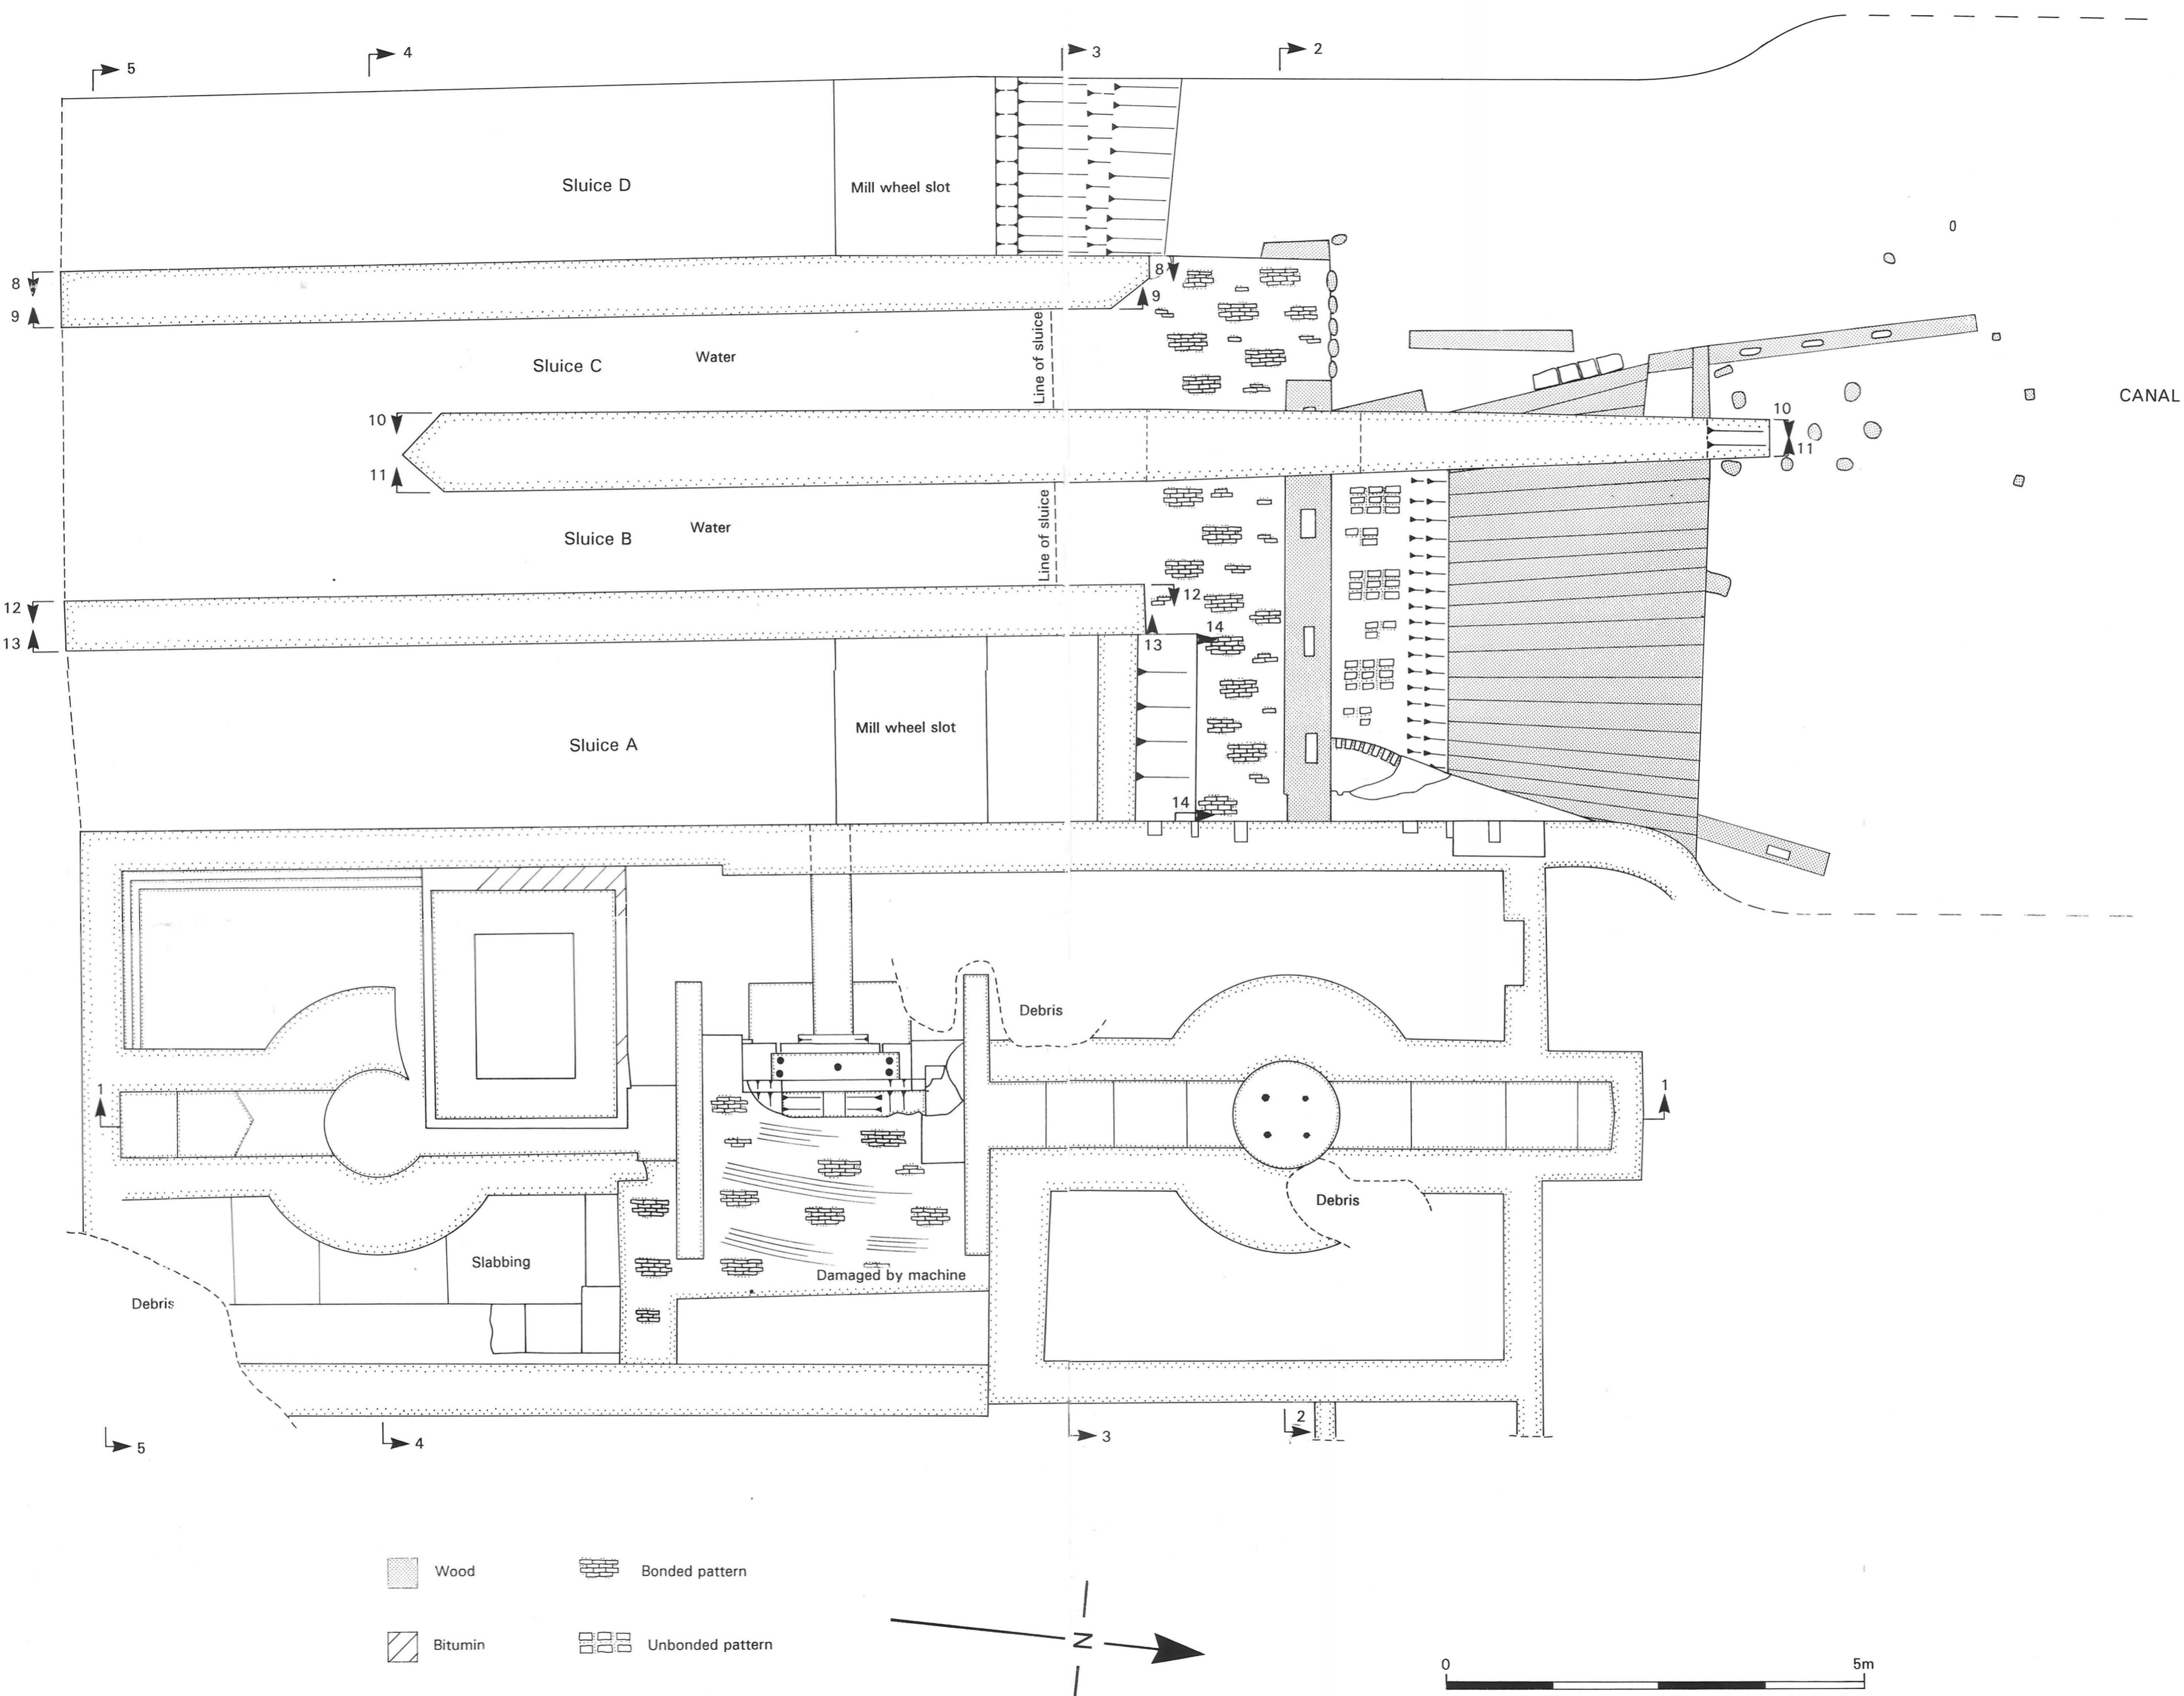 5
4
3
2
Sluice D
Mill wheel slot
8
9
8
9
Line of sluice
Sluice C
Water
CANAL
10
11
10
11
Line of sluice
Sluice B
Water
12
13
12
13
14
Sluice A
Mill wheel slot
14
Debris
1
1
Debris
Slabbing
Damaged by machine
Debris
5
4
3
2
Wood
Bonded pattern
Bitumin
Unbonded pattern
N
0
5m